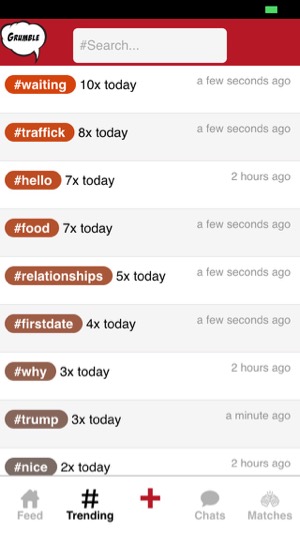 GRUMBLE
#Search...
#waiting 10x today a few seconds ago
#traffick 8x today a few seconds ago
#hello 7x today 2 hours ago
#food 7x today a few seconds ago
#relationships 5x today a few seconds ago
#firstdate 4x today a few seconds ago
#why 3x today 2 hours ago
#trump 3x today a minute ago
#nice 2x today 2 hours ago
Feed # Trending + Chats Matches